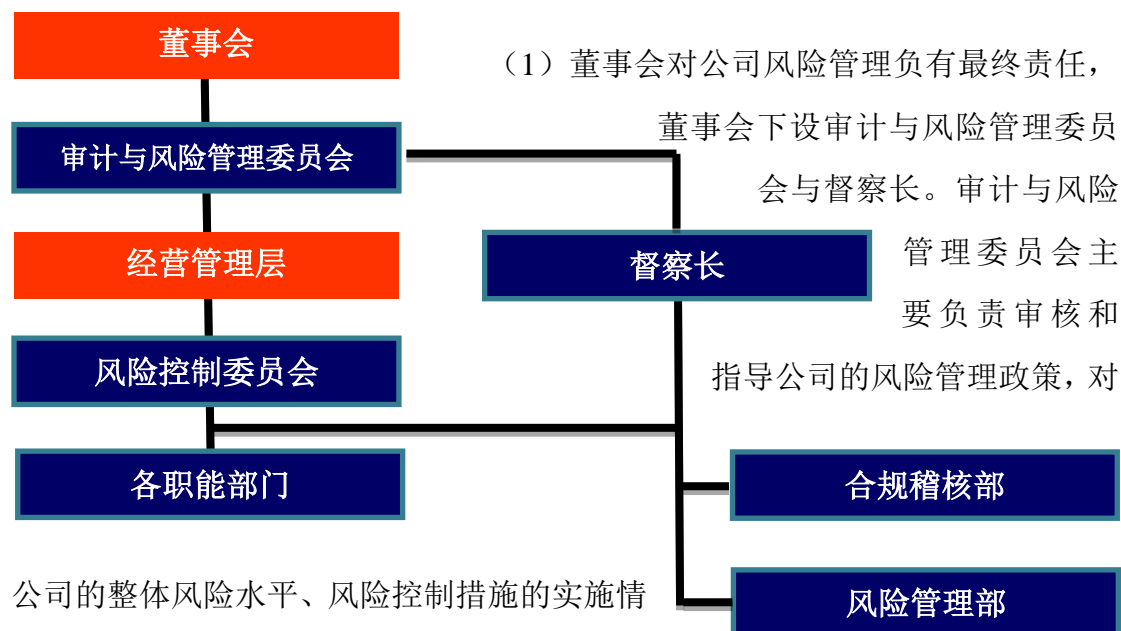 董事会
（1）董事会对公司风险管理负有最终责任，
董事会下设审计与风险管理委员
审计与风险管理委员会
会与督察长。审计与风险
经营管理层
督察长
管理委员会主
要负责审核和
风险控制委员会
指导公司的风险管理政策，对
各职能部门
合规稽核部
公司的整体风险水平、风险控制措施的实施情
风险管理部